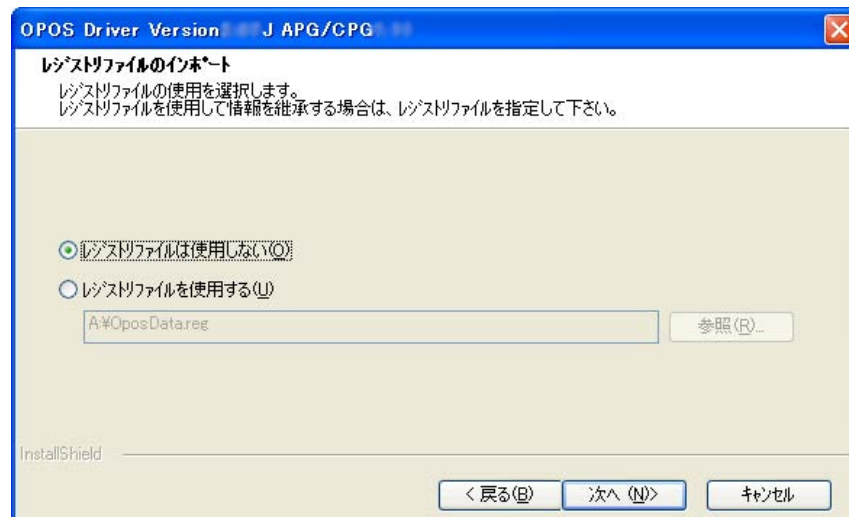 OPOS Driver Version J APG/CPG
レジストリファイルのインポート
レジストリファイルの使用を選択します。
レジストリファイルを使用して情報を継承する場合は、レジストリファイルを指定して下さい。
レジストリファイルは使用しない(O)
レジストリファイルを使用する(U)
A:¥OposData.reg
参照(R)...
InstallShield
< 戻る(B)
次へ (N)>
キャンセル